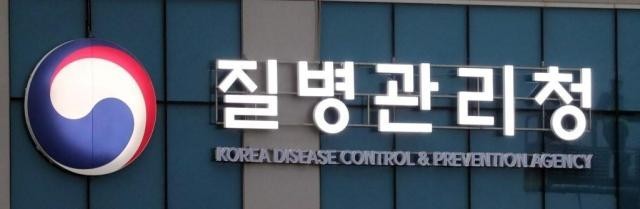 질병관리청
KOREA DISEASE CONTROL & PREVENTION AGENCY